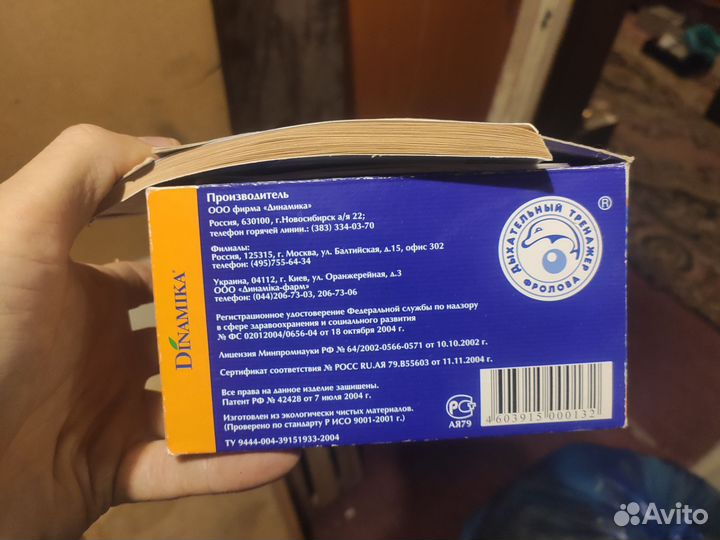 Производитель
ООО фирма «Динамика»
Россия, 630100, г.Новосибирск а/я 22;
телефон горячей линии.: (383) 334-03-70
Филиалы:
Россия, 125315, г. Москва, ул. Балтийская, д.15, офис 302
телефон: (495)755-64-34
Украина, 04112, г. Киев, ул. Оранжерейная, д.3
ООО «Динаміка-фарм»
телефон: (044)206-73-03, 206-73-06
Регистрационное удостоверение Федеральной службы по надзору
в сфере здравоохранения и социального развития
№ ФС 02012004/0656-04 от 18 октября 2004 г.
Лицензия Минпромнауки РФ № 64/2002-0566-0571 от 10.10.2002 г.
Сертификат соответствия № РОСС RU.АЯ 79.В55603 от 11.11.2004 г.
Все права на данное изделие защишены.
Патент РФ № 42428 от 7 июля 2004 г.
Изготовлен из экологически чистых материалов.
(Проверено по стандарту Р ИСО 9001-2001 г.)
ТУ 9444-004-39151933-2004
DINAMIKA®
ДЫХАТЕЛЬНЫЙ ТРЕНАЖЕР
ФРОЛОВА
®
РСТ
АЯ79
4603915000132
Avito